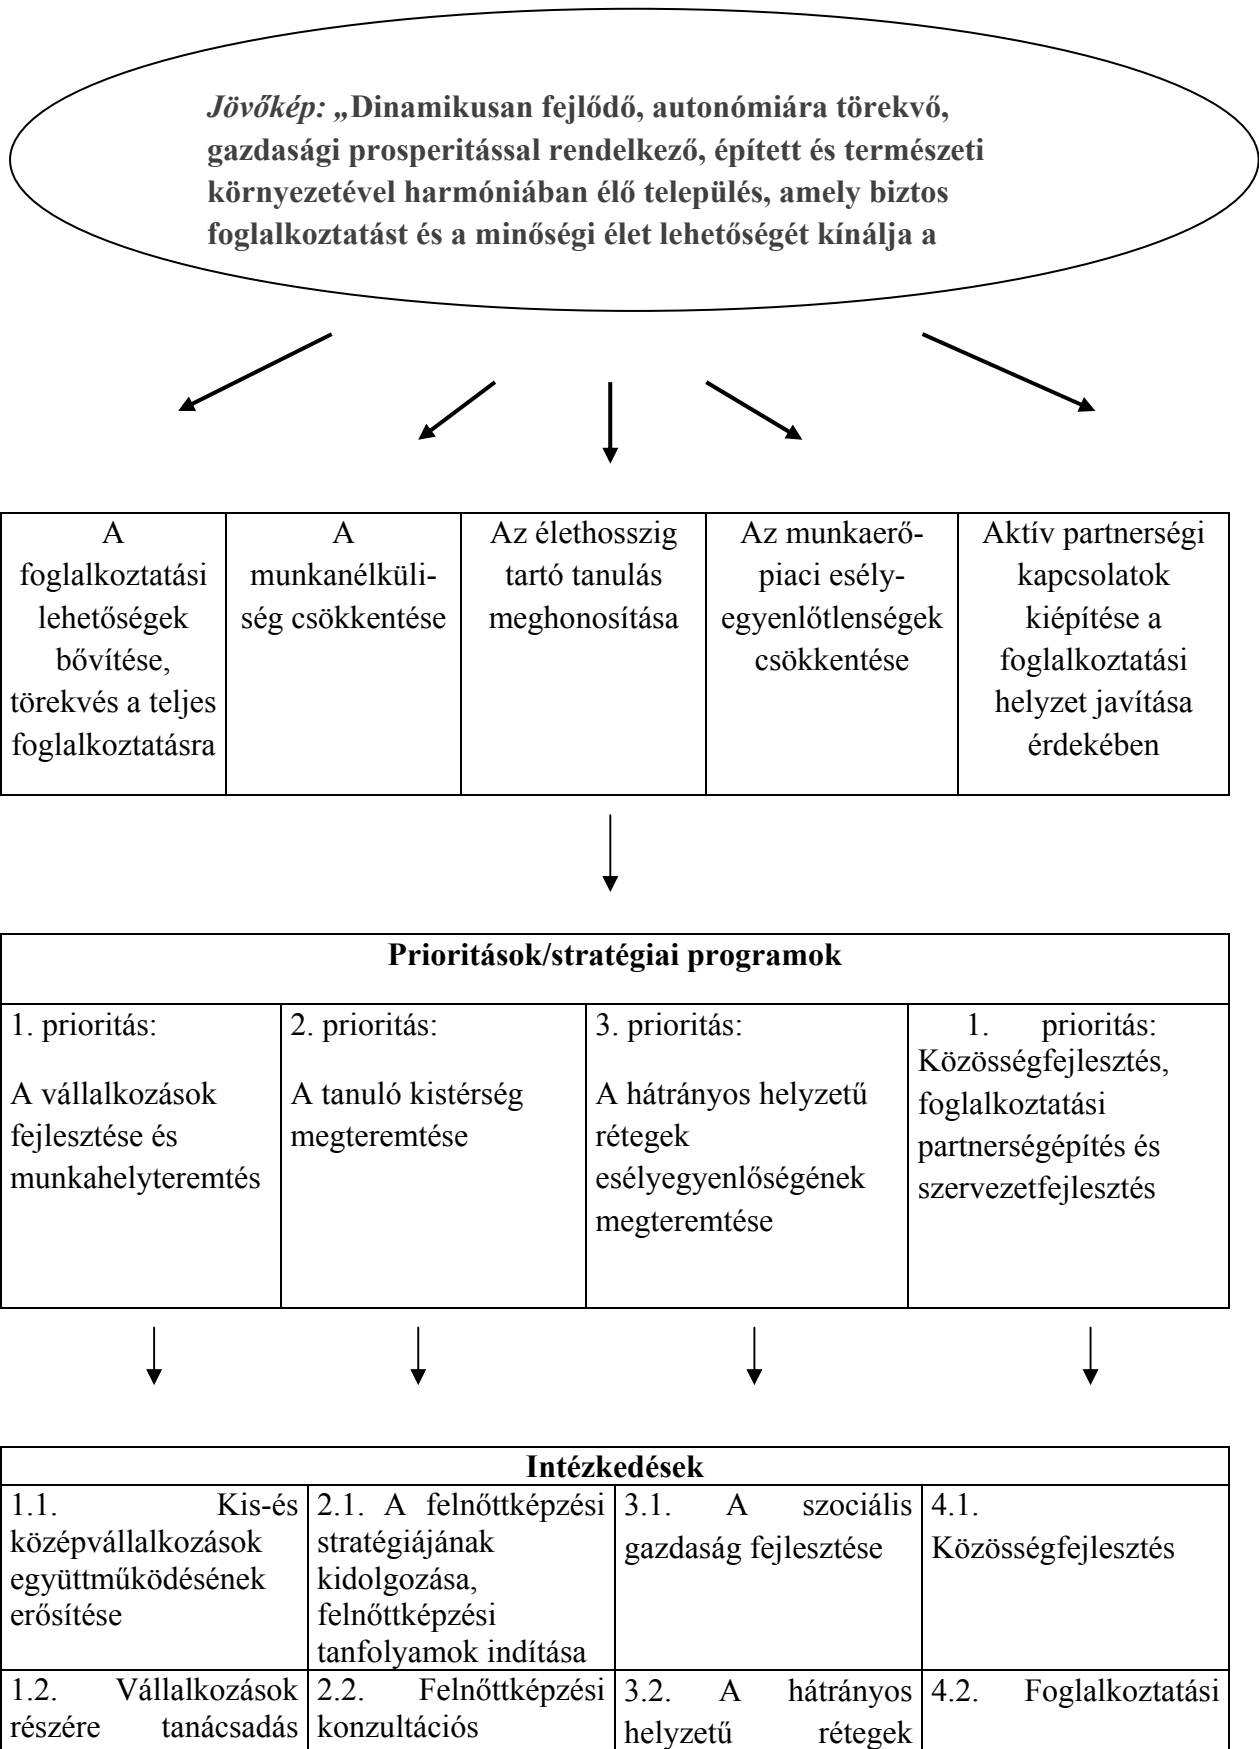 Jövőkép: „Dinamikusan fejlődő, autonómiára törekvő,
gazdasági prosperitással rendelkező, épített és természeti
környezetével harmóniában élő település, amely biztos
foglalkoztatást és a minőségi élet lehetőségét kínálja a
A
foglalkoztatási
lehetőségek
bővítése,
törekvés a teljes
foglalkoztatásra
A
munkanélküli-
ség csökkentése
Az élethosszig
tartó tanulás
meghonosítása
Az munkaerő-
piaci esély-
egyenlőtlenségek
csökkentése
Aktív partnerségi
kapcsolatok
kiépítése a
foglalkoztatási
helyzet javítása
érdekében
Prioritások/stratégiai programok
1. prioritás:
A vállalkozások
fejlesztése és
munkahelyteremtés
2. prioritás:
A tanuló kistérség
megteremtése
3. prioritás:
A hátrányos helyzetű
rétegek
esélyegyenlőségének
megteremtése
1. prioritás:
Közösségfejlesztés,
foglalkoztatási
partnerségépítés és
szervezetfejlesztés
Intézkedések
1.1. Kis-és
középvállalkozások
együttműködésének
erősítése
2.1. A felnőttképzési
stratégiájának
kidolgozása,
felnőttképzési
tanfolyamok indítása
3.1. A szociális
gazdaság fejlesztése
4.1.
Közösségfejlesztés
1.2. Vállalkozások
részére tanácsadás
2.2. Felnőttképzési
konzultációs
3.2. A hátrányos
helyzetű rétegek
4.2. Foglalkoztatási